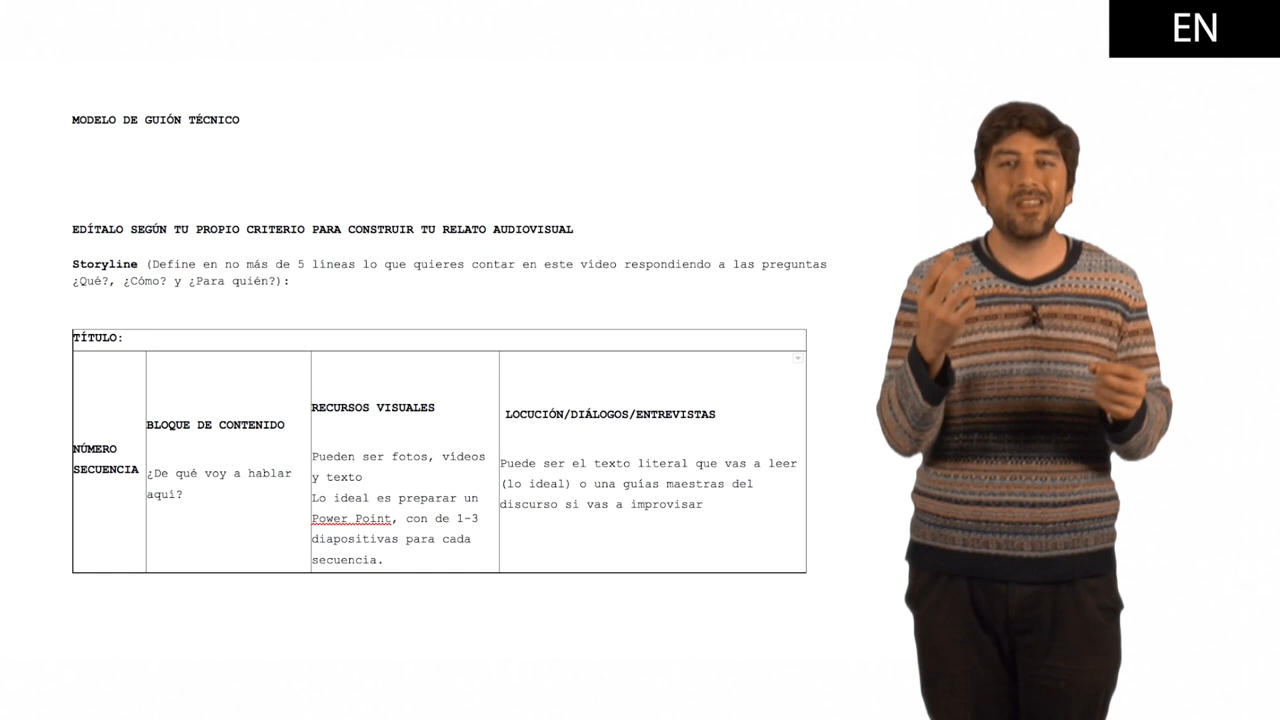 EN
MODELO DE GUIÓN TÉCNICO
EDÍTALO SEGÚN TU PROPIO CRITERIO PARA CONSTRUIR TU RELATO AUDIOVISUAL
Storyline (Define en no más de 5 líneas lo que quieres contar en este vídeo respondiendo a las preguntas
¿Qué?, ¿Cómo? y ¿Para quién?):
TÍTULO:
NÚMERO
SECUENCIA
BLOQUE DE CONTENIDO
¿De qué voy a hablar
aquí?
RECURSOS VISUALES
Pueden ser fotos, vídeos
y texto
Lo ideal es preparar un
Power Point, con de 1-3
diapositivas para cada
secuencia.
LOCUCIÓN/DIÁLOGOS/ENTREVISTAS
Puede ser el texto literal que vas a leer
(lo ideal) o una guías maestras del
discurso si vas a improvisar